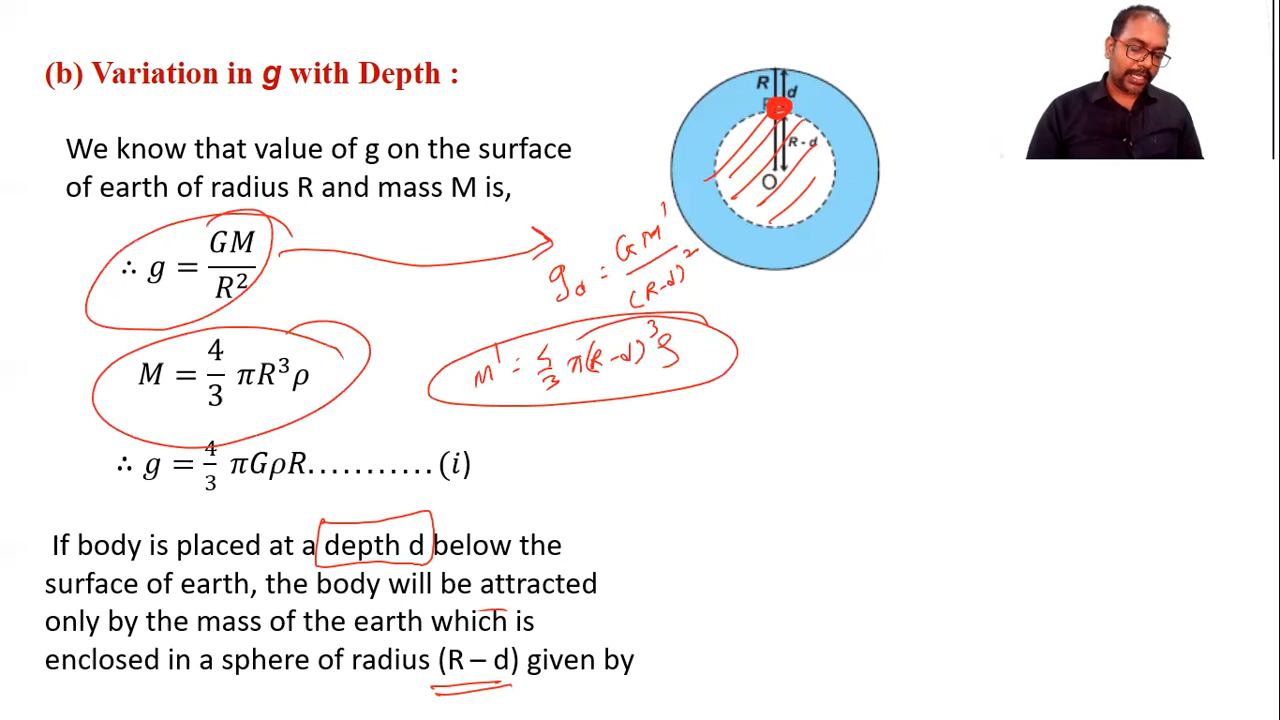 (b) Variation in g with Depth :
We know that value of g on the surface
of earth of radius R and mass M is,
∴ g = GM/R²
M = 4/3 πR³ρ
∴ g = 4/3 πGρR...........(i)
If body is placed at a depth d below the
surface of earth, the body will be attracted
only by the mass of the earth which is
enclosed in a sphere of radius (R – d) given by
R
d
P
R - d
O
g_d = GM'/(R-d)²
M' = 4/3 π(R-d)³ρ